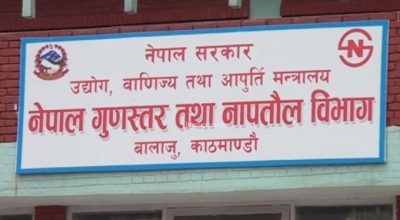 नेपाल सरकार
उद्योग, वाणिज्य तथा आपुर्ति मन्त्रालय
नेपाल गुणस्तर तथा नापतौल विभाग
बालाजु, काठमाण्डौ